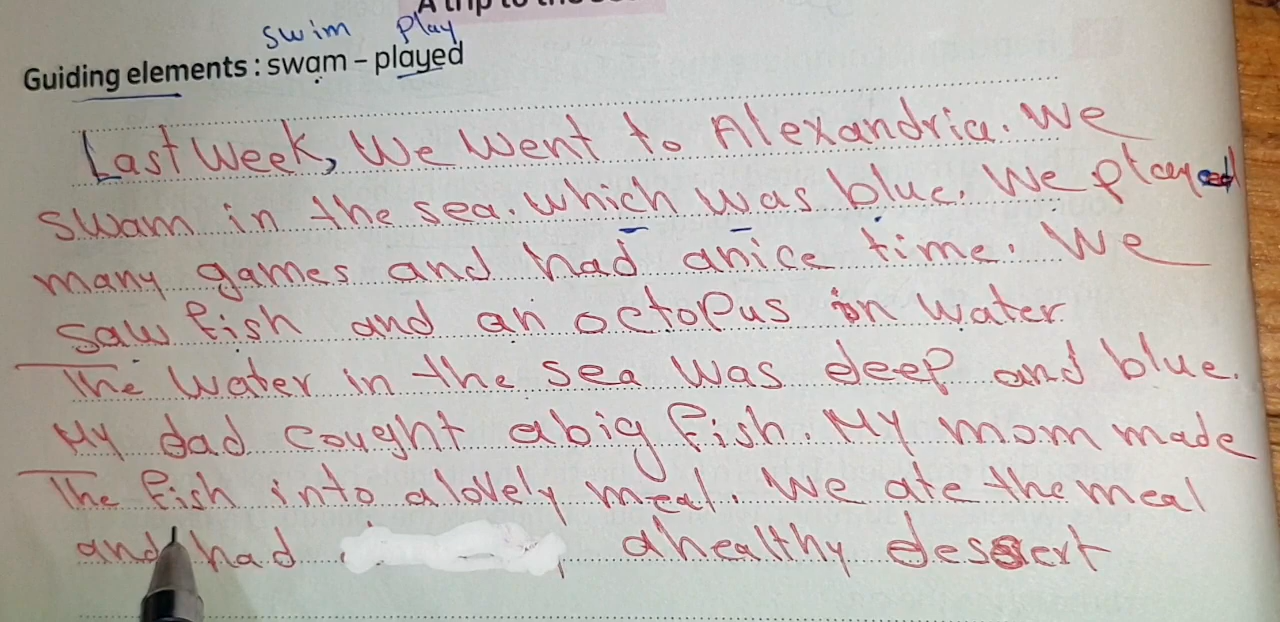 A trip to the
swim play
Guiding elements : swam – played
Last week, We Went to Alexandria. We
swam in the sea. which was blue. We played
many games and had anice time. We
saw fish and an octopus in water
The Water in the sea was deep and blue.
My dad cought abig fish. My mom made
The fish into alovely meal. We ate the meal
and had ahealthy dessert